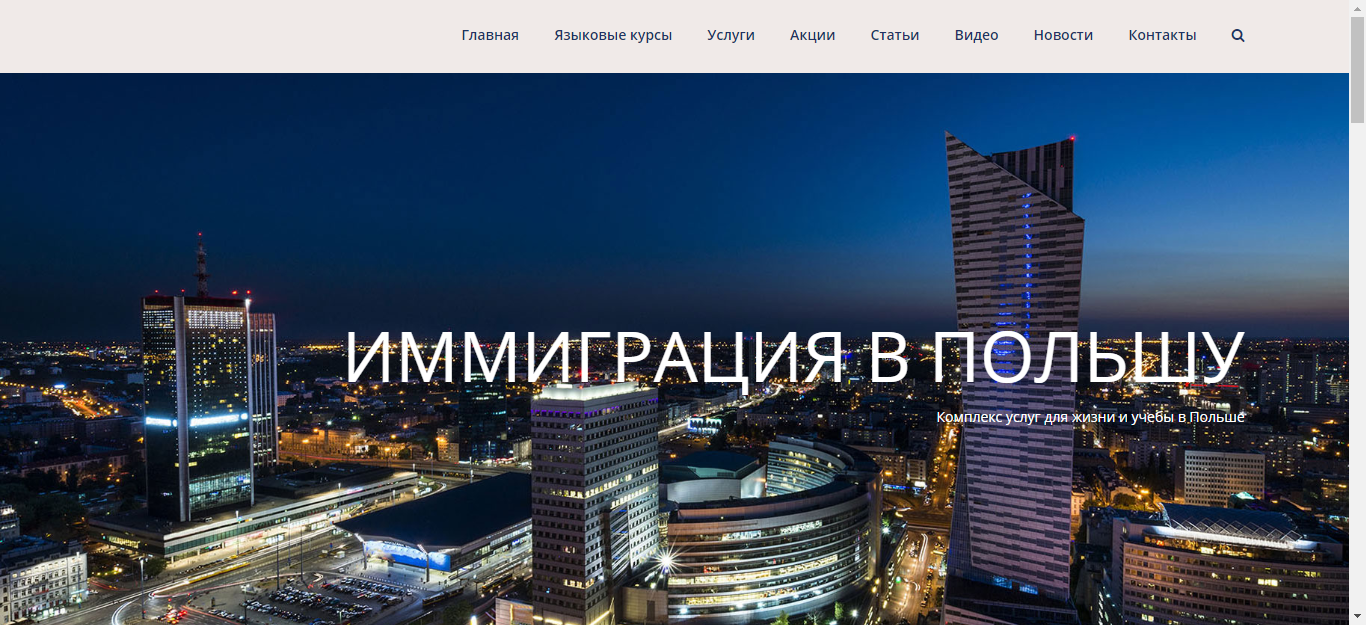 Главная Языковые курсы Услуги Акции Статьи Видео Новости Контакты
ИММИГРАЦИЯ В ПОЛЬШУ
Комплекс услуг для жизни и учебы в Польше